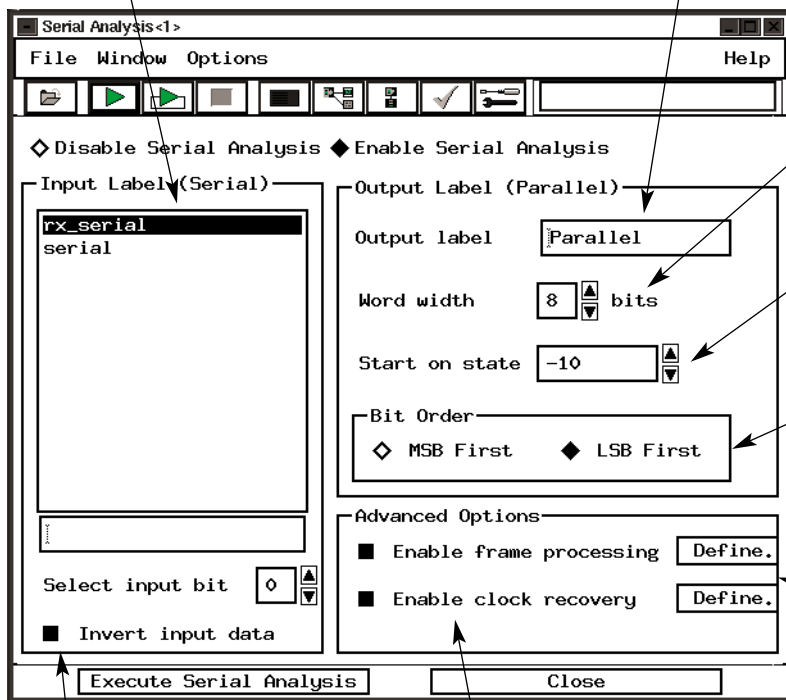 Serial Analysis<1>
File Window Options Help
Disable Serial Analysis Enable Serial Analysis
Input Label (Serial)
rx_serial
serial
Select input bit 0
Invert input data
Output Label (Parallel)
Output label Parallel
Word width 8 bits
Start on state -10
Bit Order
MSB First LSB First
Advanced Options
Enable frame processing Define.
Enable clock recovery Define.
Execute Serial Analysis Close